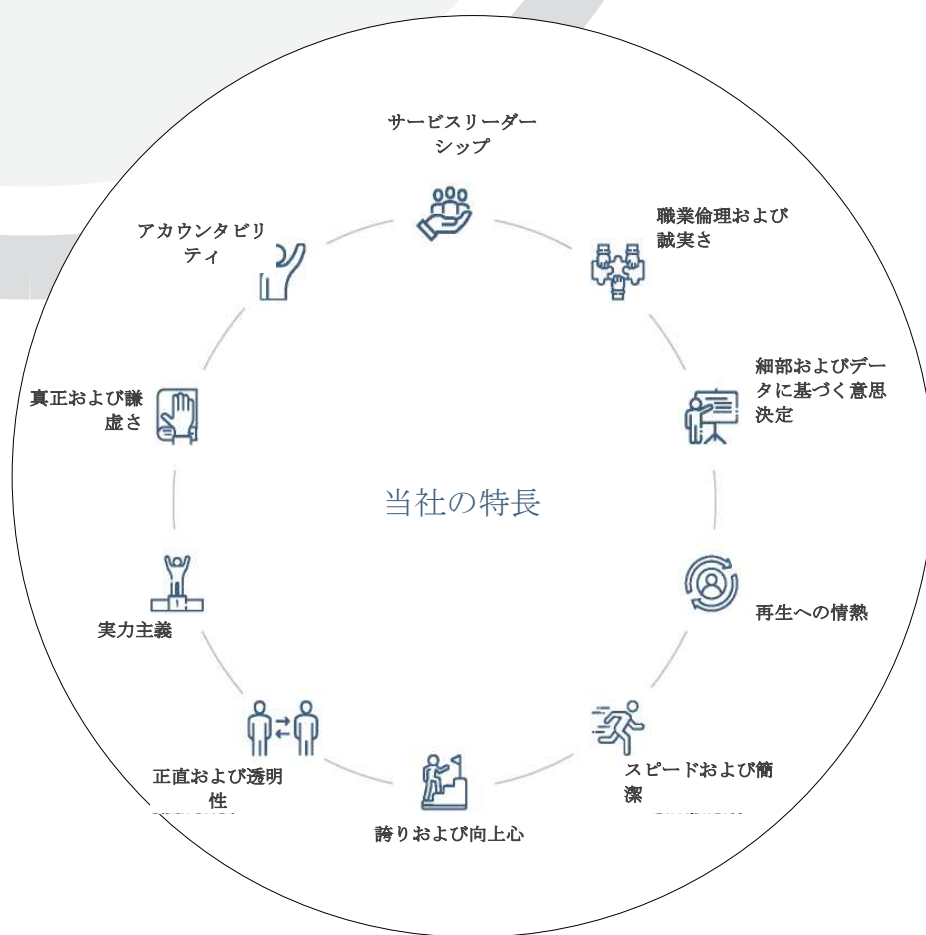 サービスリーダー
シップ
職業倫理および
誠実さ
アカウンタビリ
ティ
細部およびデー
タに基づく意思
決定
真正および謙
虚さ
当社の特長
再生への情熱
実力主義
スピードおよび簡
潔
正直および透明
性
誇りおよび向上心